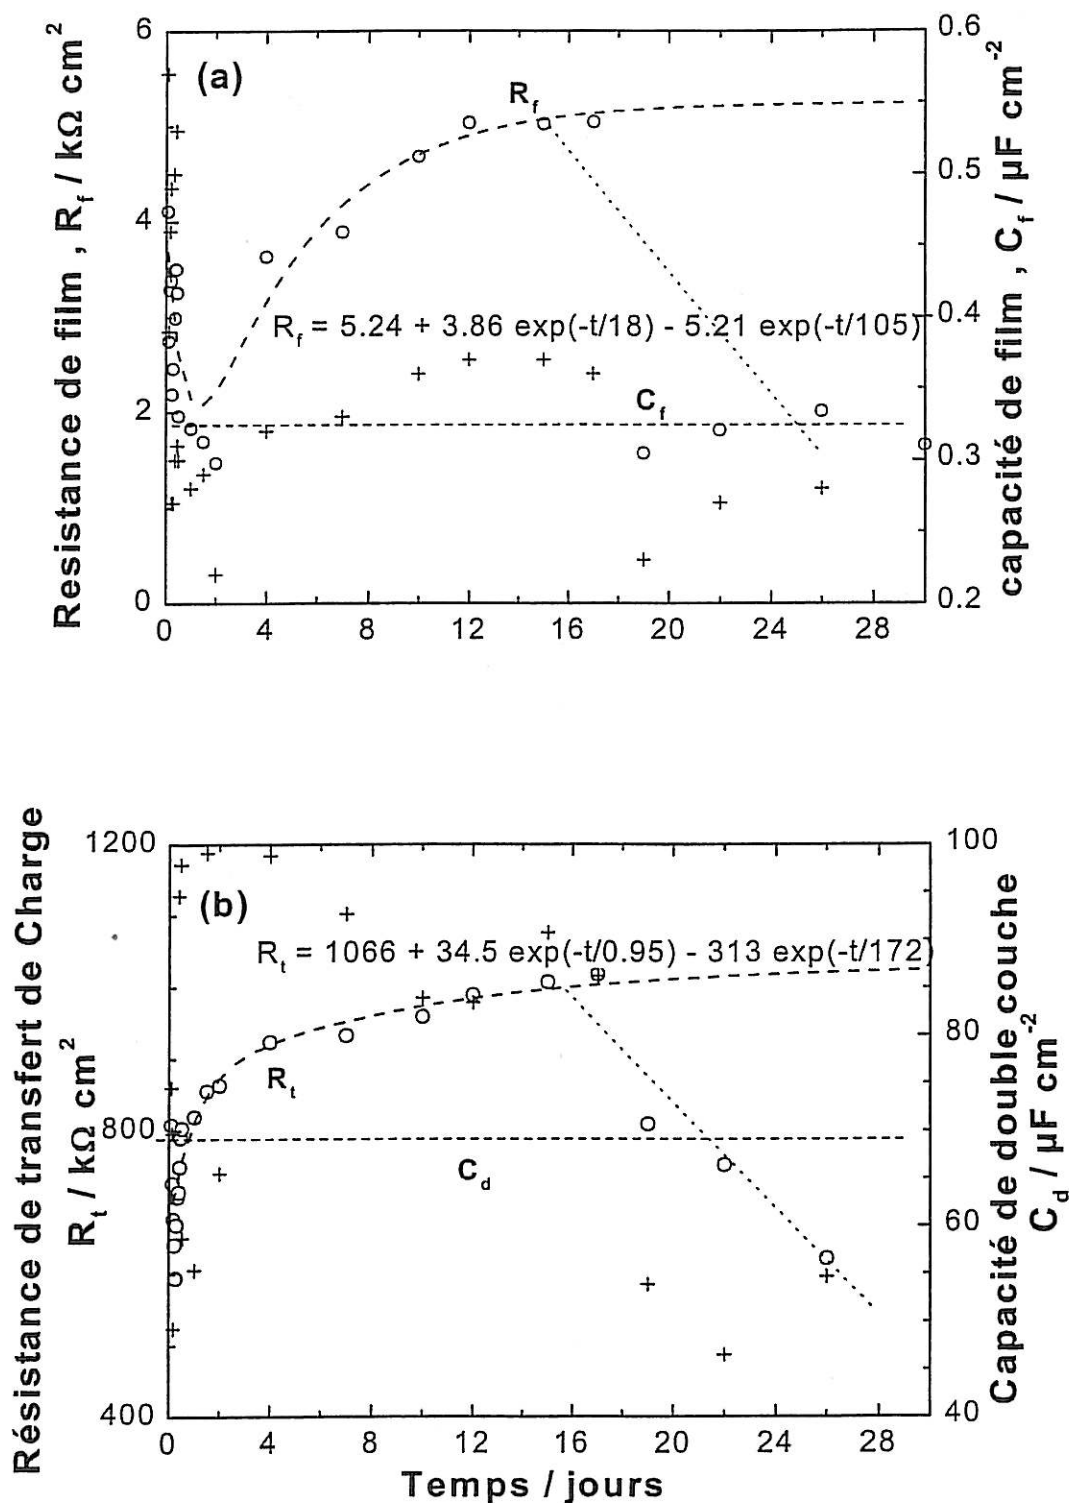 (a)
Resistance de film , R_f / kΩ cm²
6
4
2
0
0.6
0.5
0.4
0.3
0.2
capacité de film , C_f / µF cm⁻²
R_f
R_f = 5.24 + 3.86 exp(-t/18) - 5.21 exp(-t/105)
C_f
0 4 8 12 16 20 24 28
(b)
Résistance de transfert de Charge
R_t / kΩ cm²
1200
800
400
100
80
60
40
Capacité de double couche
C_d / µF cm⁻²
R_t = 1066 + 34.5 exp(-t/0.95) - 313 exp(-t/172)
R_t
C_d
0 4 8 12 16 20 24 28
Temps / jours